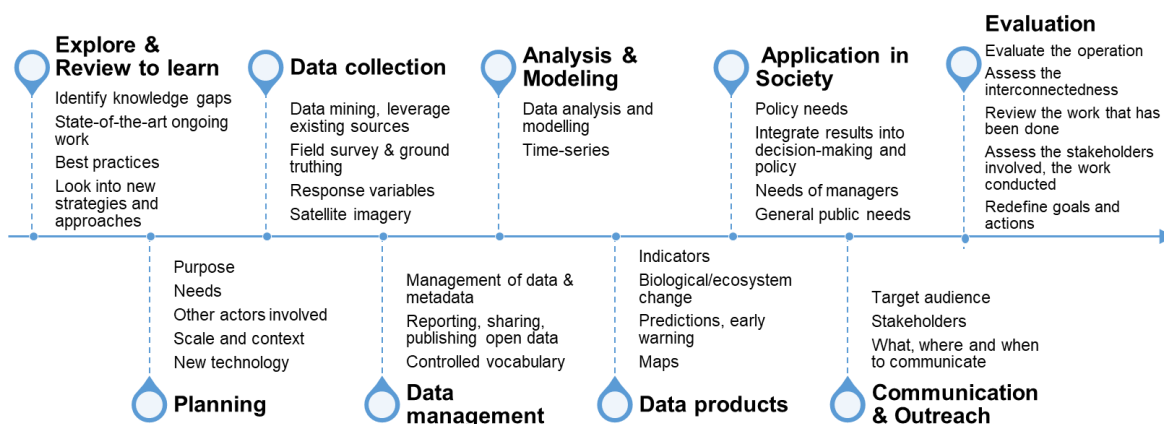 Explore &
Review to learn
Identify knowledge gaps
State-of-the-art ongoing
work
Best practices
Look into new
strategies and
approaches
Purpose
Needs
Other actors involved
Scale and context
New technology
Planning
Data collection
Data mining, leverage
existing sources
Field survey & ground
truthing
Response variables
Satellite imagery
Management of data &
metadata
Reporting, sharing,
publishing open data
Controlled vocabulary
Data
management
Analysis &
Modeling
Data analysis and
modelling
Time-series
Indicators
Biological/ecosystem
change
Predictions, early
warning
Maps
Data products
Application in
Society
Policy needs
Integrate results into
decision-making and
policy
Needs of managers
General public needs
Target audience
Stakeholders
What, where and when
to communicate
Communication
& Outreach
Evaluation
Evaluate the operation
Assess the
interconnectedness
Review the work that has
been done
Assess the stakeholders
involved, the work
conducted
Redefine goals and
actions